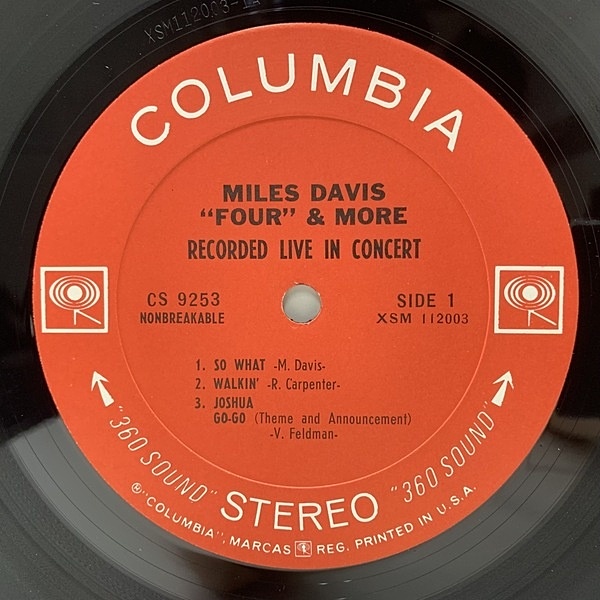 XSM112003-1A
COLUMBIA
MILES DAVIS
"FOUR" & MORE
RECORDED LIVE IN CONCERT
CS 9253
NONBREAKABLE
SIDE 1
XSM 112003
1. SO WHAT -M. Davis-
2. WALKIN' -R. Carpenter-
3. JOSHUA
GO-GO (Theme and Announcement)
-V. Feldman-
"360 SOUND" STEREO "360 SOUND"
Ⓜ "COLUMBIA", MARCAS REG. PRINTED IN U.S.A.